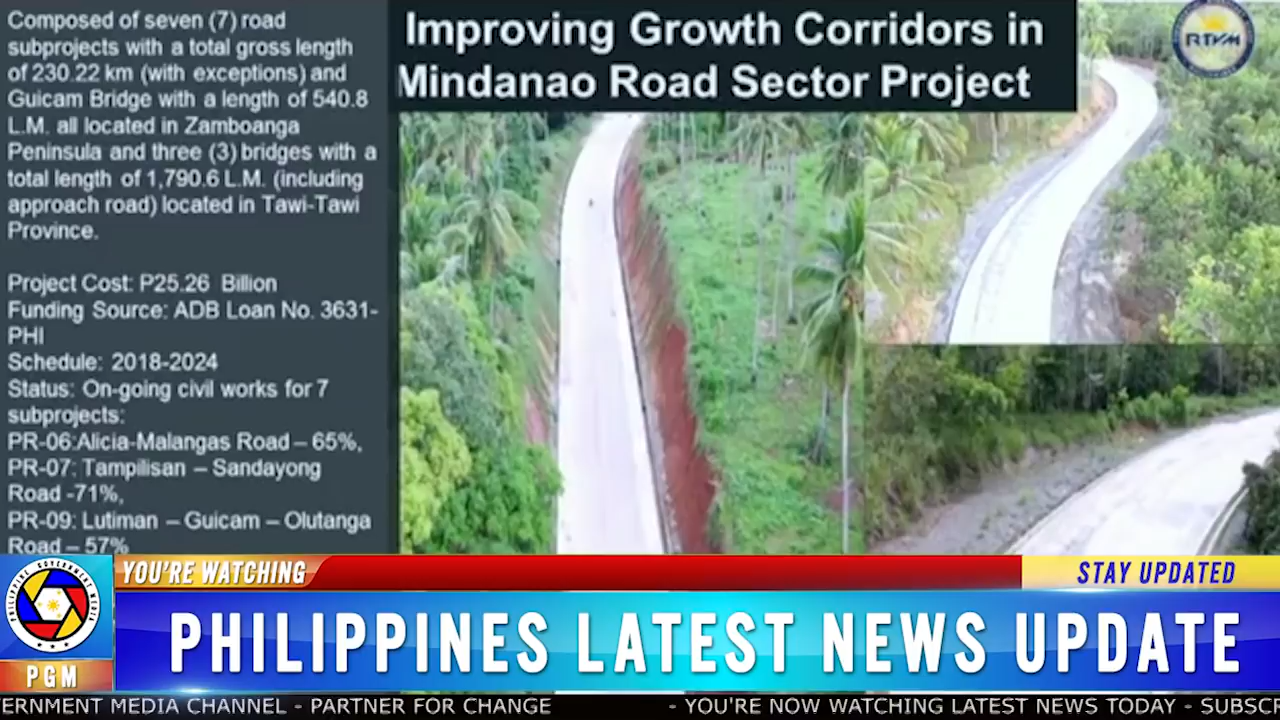 Composed of seven (7) road
subprojects with a total gross length
of 230.22 km (with exceptions) and
Guicam Bridge with a length of 540.8
L.M. all located in Zamboanga
Peninsula and three (3) bridges with a
total length of 1,790.6 L.M. (including
approach road) located in Tawi-Tawi
Province.
Project Cost: P25.26 Billion
Funding Source: ADB Loan No. 3631-
PHI
Schedule: 2018-2024
Status: On-going civil works for 7
subprojects:
PR-06:Alicia-Malangas Road – 65%,
PR-07: Tampilisan – Sandayong
Road -71%,
PR-09: Lutiman – Guicam – Olutanga
Road – 57%
Improving Growth Corridors in
Mindanao Road Sector Project
RTVM
YOU'RE WATCHING
STAY UPDATED
PHILIPPINE GOVERNMENT MEDIA
PGM
PHILIPPINES LATEST NEWS UPDATE
ERNMENT MEDIA CHANNEL - PARTNER FOR CHANGE - YOU'RE NOW WATCHING LATEST NEWS TODAY - SUBSC